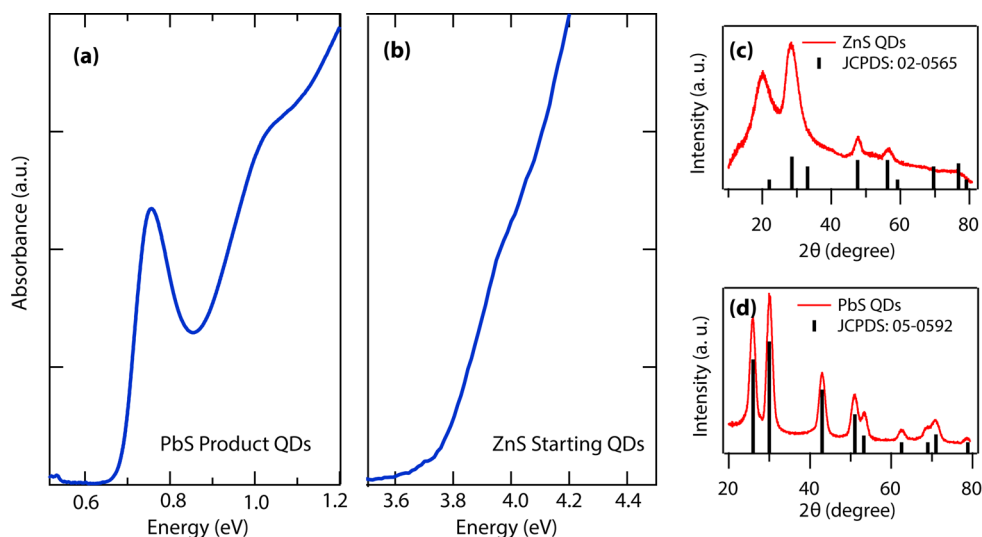 (a)
Absorbance (a.u.)
PbS Product QDs
0.6 0.8 1.0 1.2
Energy (eV)
(b)
ZnS Starting QDs
3.6 3.8 4.0 4.2 4.4
Energy (eV)
(c)
ZnS QDs
JCPDS: 02-0565
Intensity (a. u.)
20 40 60 80
2θ (degree)
(d)
PbS QDs
JCPDS: 05-0592
Intensity (a. u.)
20 40 60 80
2θ (degree)